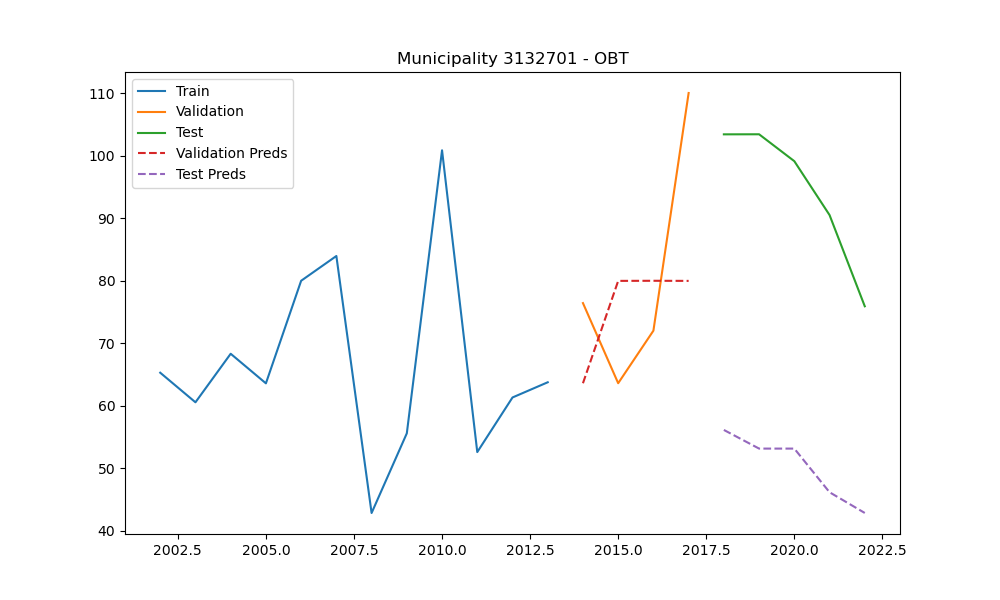 Municipality 3132701 - OBT
Train
Validation
Test
Validation Preds
Test Preds
110
100
90
80
70
60
50
40
2002.5 2005.0 2007.5 2010.0 2012.5 2015.0 2017.5 2020.0 2022.5